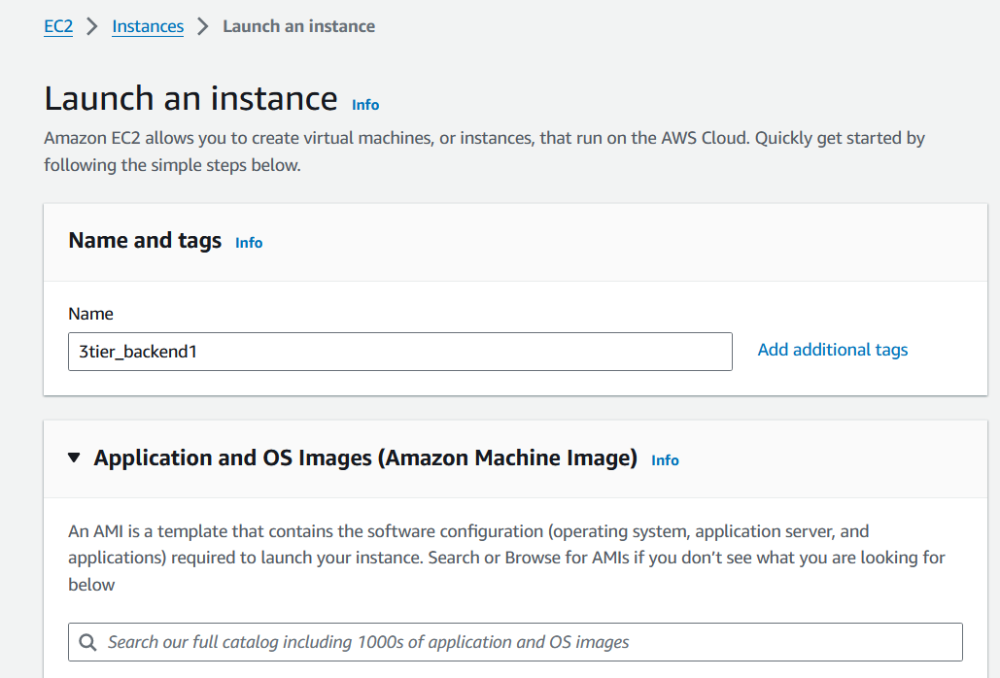 EC2 > Instances > Launch an instance
Launch an instance Info
Amazon EC2 allows you to create virtual machines, or instances, that run on the AWS Cloud. Quickly get started by
following the simple steps below.
Name and tags Info
Name
3tier_backend1
Add additional tags
Application and OS Images (Amazon Machine Image) Info
An AMI is a template that contains the software configuration (operating system, application server, and
applications) required to launch your instance. Search or Browse for AMIs if you don’t see what you are looking for
below
Search our full catalog including 1000s of application and OS images